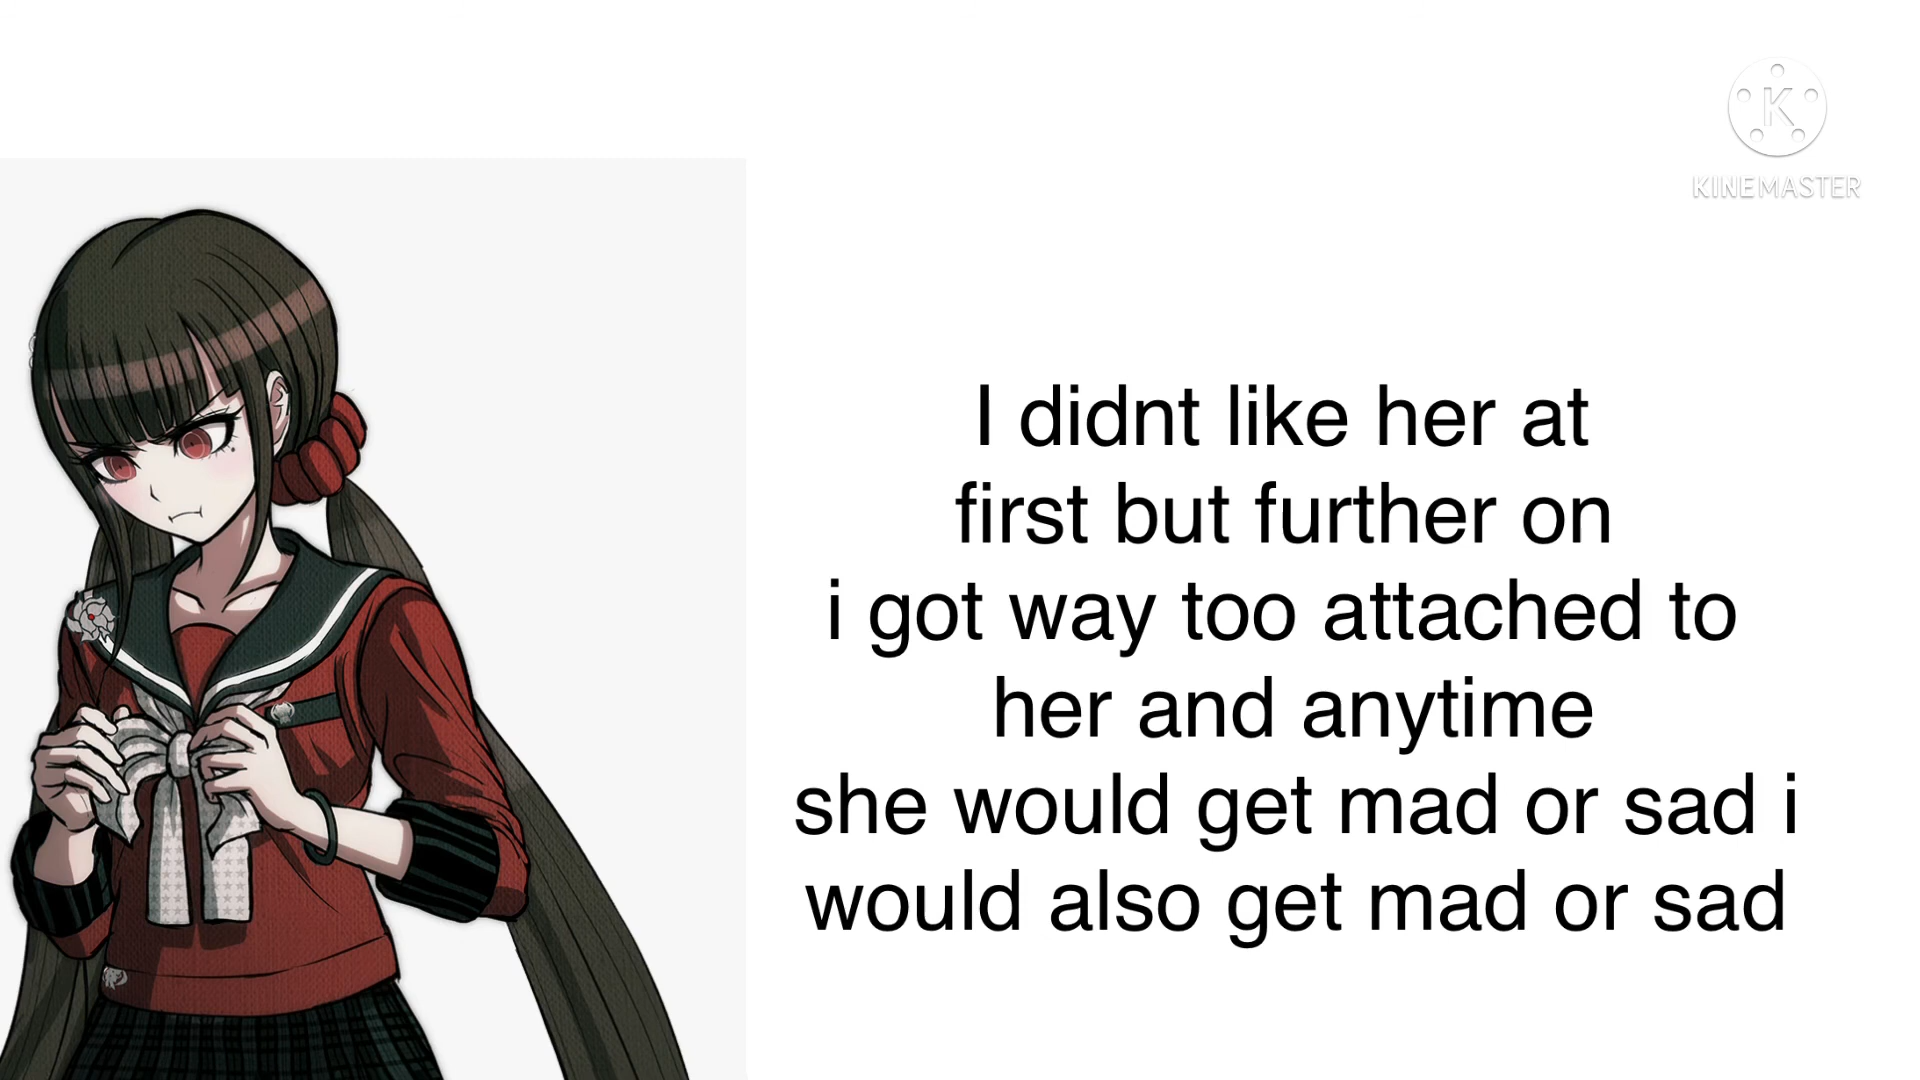 K
KINEMASTER
I didnt like her at
first but further on
i got way too attached to
her and anytime
she would get mad or sad i
would also get mad or sad